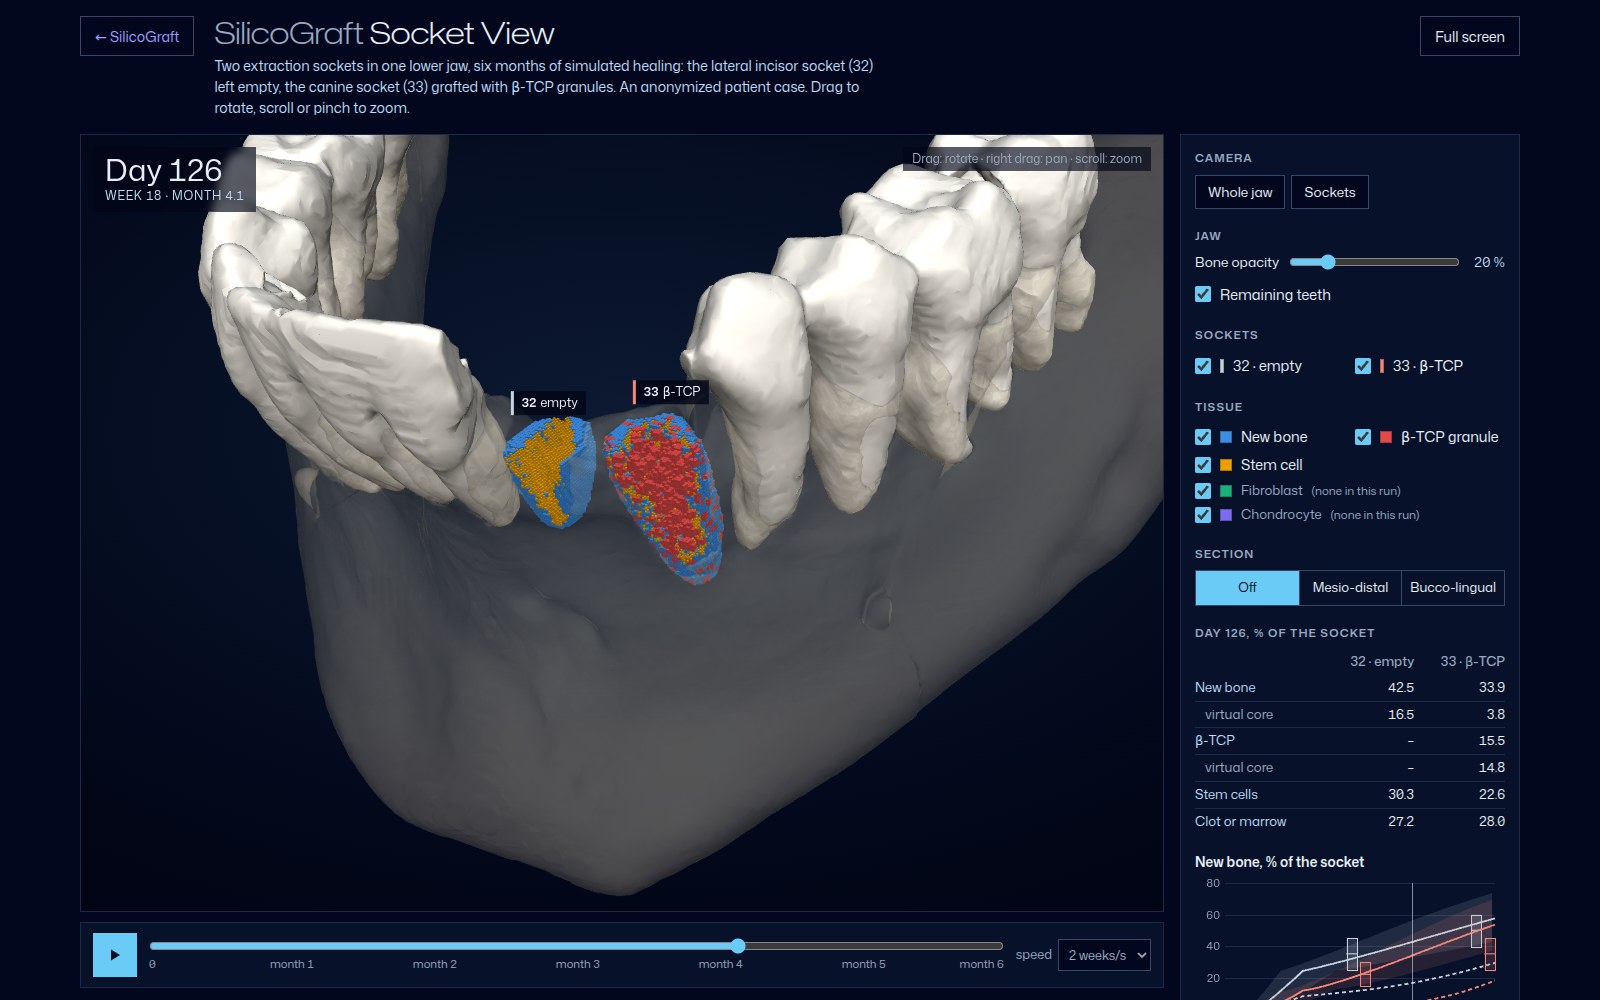 ← SilicoGraft
SilicoGraft Socket View
Full screen
Two extraction sockets in one lower jaw, six months of simulated healing: the lateral incisor socket (32)
left empty, the canine socket (33) grafted with β-TCP granules. An anonymized patient case. Drag to
rotate, scroll or pinch to zoom.
Day 126
WEEK 18 · MONTH 4.1
Drag: rotate · right drag: pan · scroll: zoom
32 empty
33 β-TCP
0
month 1
month 2
month 3
month 4
month 5
month 6
speed
2 weeks/s
CAMERA
Whole jaw
Sockets
JAW
Bone opacity
20 %
Remaining teeth
SOCKETS
32 · empty
33 · β-TCP
TISSUE
New bone
β-TCP granule
Stem cell
Fibroblast (none in this run)
Chondrocyte (none in this run)
SECTION
Off
Mesio-distal
Bucco-lingual
DAY 126, % OF THE SOCKET
32 · empty 33 · β-TCP
New bone 42.5 33.9
virtual core 16.5 3.8
β-TCP – 15.5
virtual core – 14.8
Stem cells 30.3 22.6
Clot or marrow 27.2 28.0
New bone, % of the socket
80
60
40
20